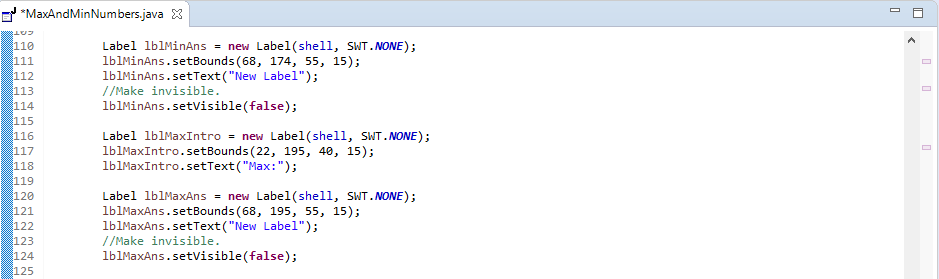 *MaxAndMinNumbers.java
109
110 Label lblMinAns = new Label(shell, SWT.NONE);
111 lblMinAns.setBounds(68, 174, 55, 15);
112 lblMinAns.setText("New Label");
113 //Make invisible.
114 lblMinAns.setVisible(false);
115
116 Label lblMaxIntro = new Label(shell, SWT.NONE);
117 lblMaxIntro.setBounds(22, 195, 40, 15);
118 lblMaxIntro.setText("Max:");
119
120 Label lblMaxAns = new Label(shell, SWT.NONE);
121 lblMaxAns.setBounds(68, 195, 55, 15);
122 lblMaxAns.setText("New Label");
123 //Make invisible.
124 lblMaxAns.setVisible(false);
125